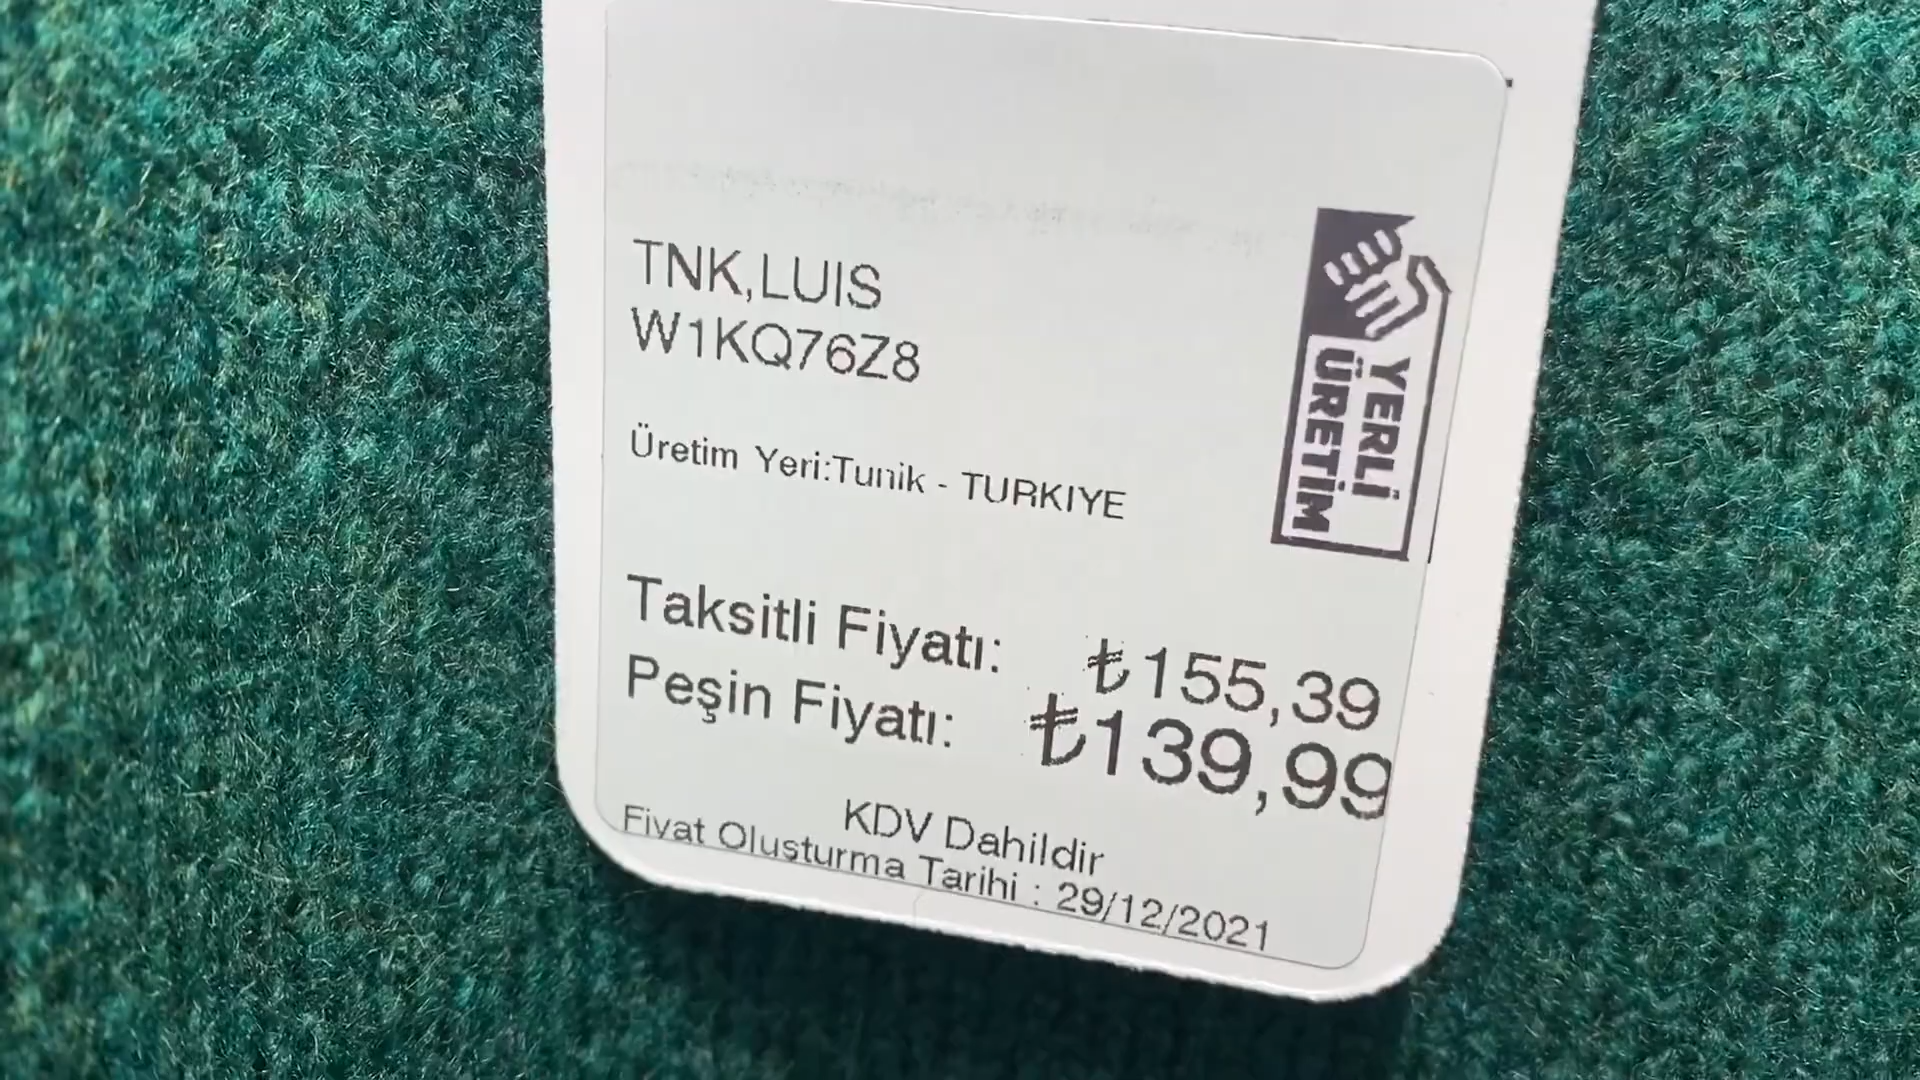 TNK,LUIS
W1KQ76Z8
YERLİ
ÜRETİM
Üretim Yeri:Tunik - TURKIYE
Taksitli Fiyatı: ₺155,39
Peşin Fiyatı: ₺139,99
KDV Dahildir
Fiyat Olusturma Tarihi : 29/12/2021